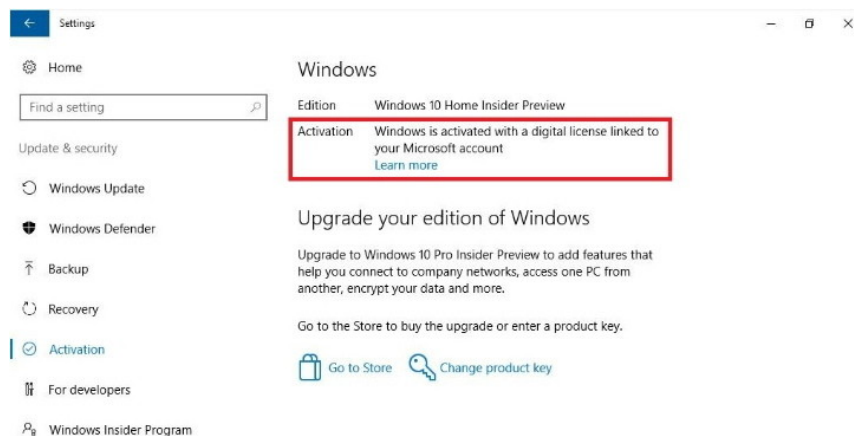 Settings
Home
Find a setting
Update & security
Windows Update
Windows Defender
Backup
Recovery
Activation
For developers
Windows Insider Program
Windows
Edition Windows 10 Home Insider Preview
Activation Windows is activated with a digital license linked to
your Microsoft account
Learn more
Upgrade your edition of Windows
Upgrade to Windows 10 Pro Insider Preview to add features that
help you connect to company networks, access one PC from
another, encrypt your data and more.
Go to the Store to buy the upgrade or enter a product key.
Go to Store Change product key